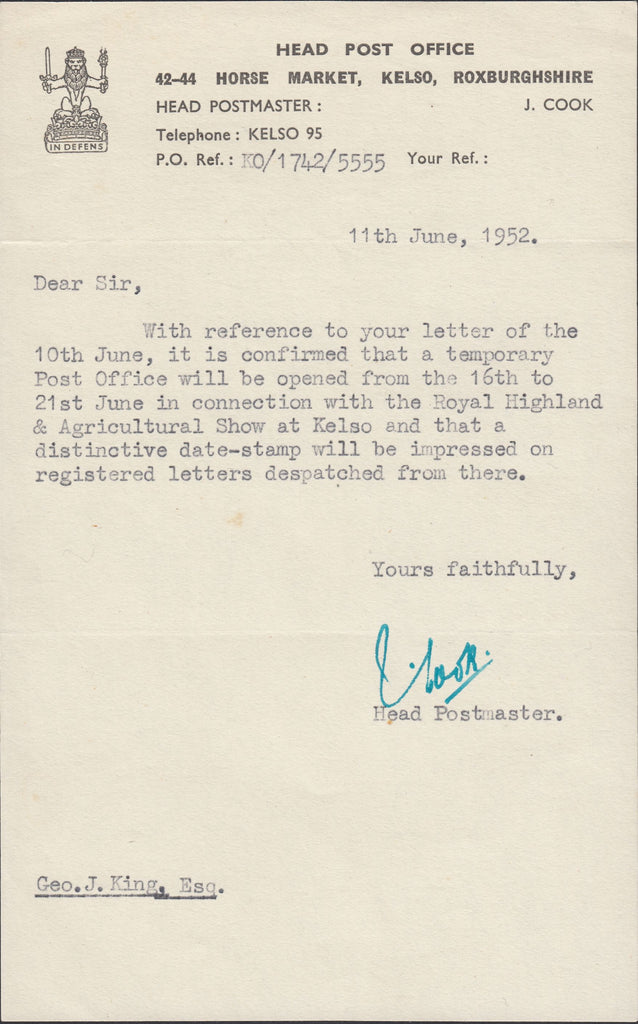 HEAD POST OFFICE
42-44 HORSE MARKET, KELSO, ROXBURGHSHIRE
HEAD POSTMASTER : J. COOK
Telephone : KELSO 95
P.O. Ref. : KO/1742/5555 Your Ref. :
IN DEFENS
11th June, 1952.
Dear Sir,
With reference to your letter of the
10th June, it is confirmed that a temporary
Post Office will be opened from the 16th to
21st June in connection with the Royal Highland
& Agricultural Show at Kelso and that a
distinctive date-stamp will be impressed on
registered letters despatched from there.
Yours faithfully,
J. Cook.
Head Postmaster.
Geo. J. King, Esq.